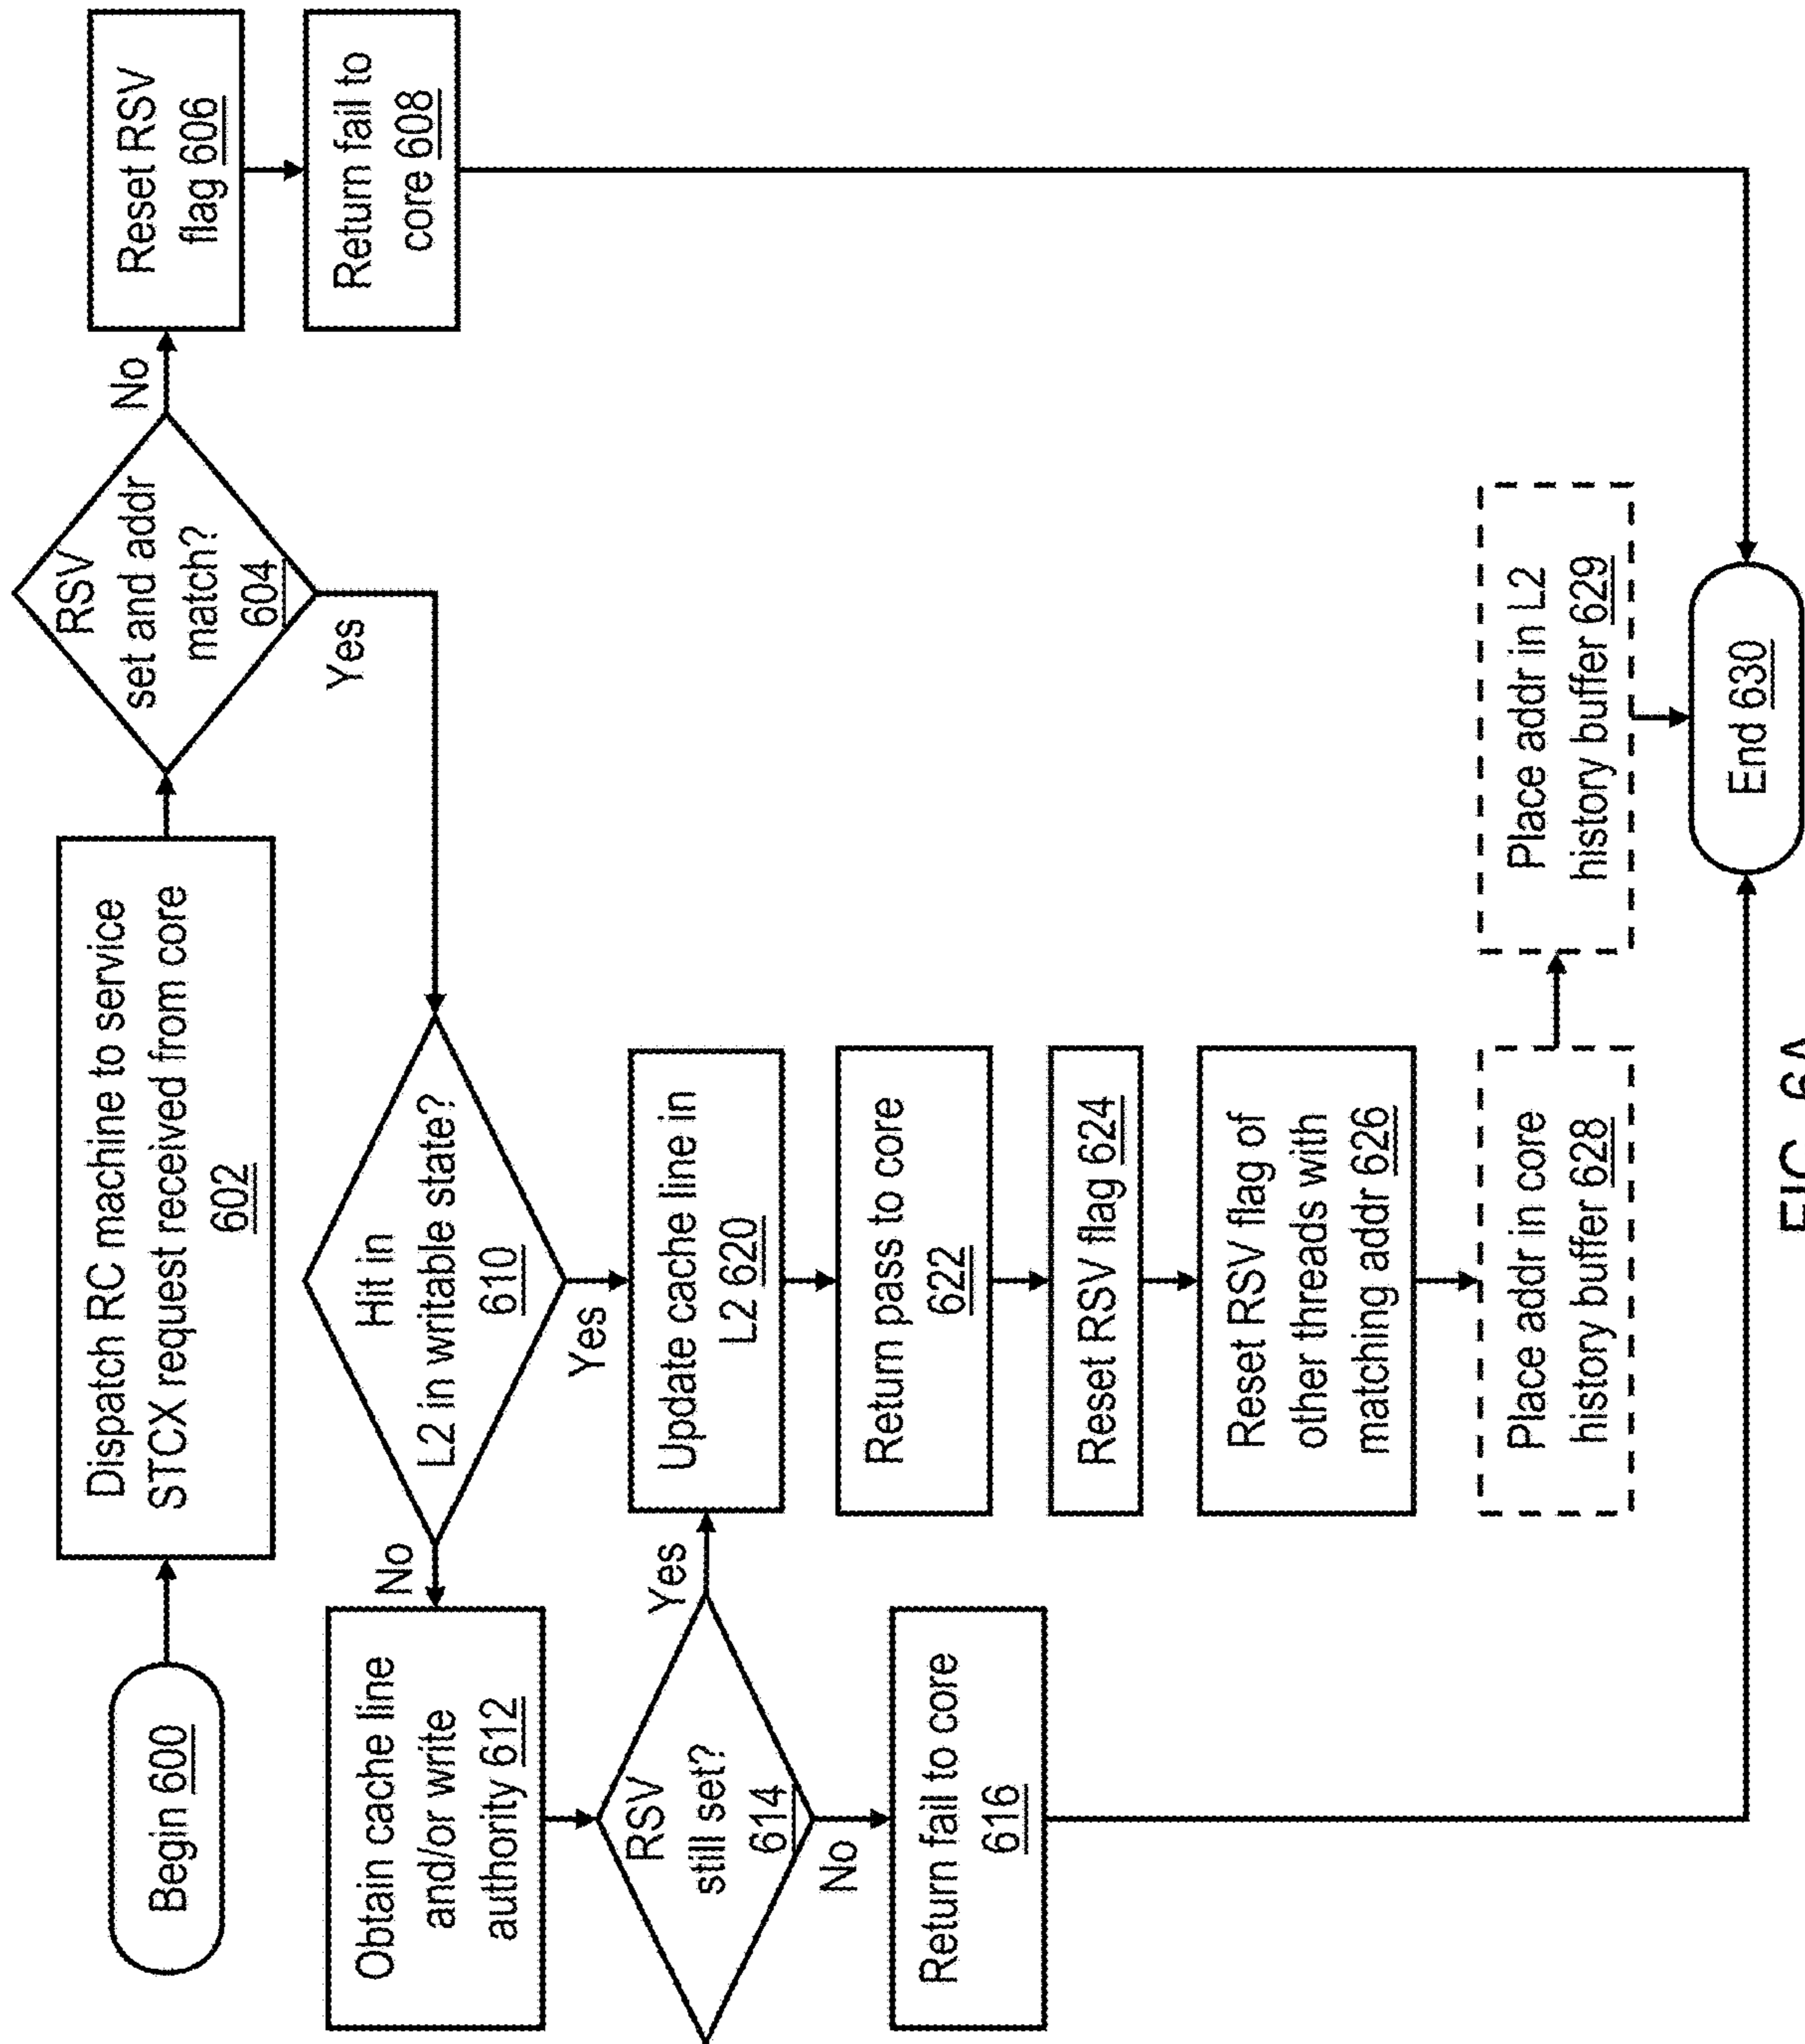 Begin 600
Dispatch RC machine to service
STCX request received from core
602
RSV
set and addr
match?
604
No
Yes
Reset RSV
flag 606
Return fail to
core 608
Hit in
L2 in writable state?
610
No
Yes
Obtain cache line
and/or write
authority 612
RSV
still set?
614
Yes
No
Return fail to core
616
Update cache line in
L2 620
Return pass to core
622
Reset RSV flag 624
Reset RSV flag of
other threads with
matching addr 626
Place addr in core
history buffer 628
Place addr in L2
history buffer 629
End 630
FIG. 6A